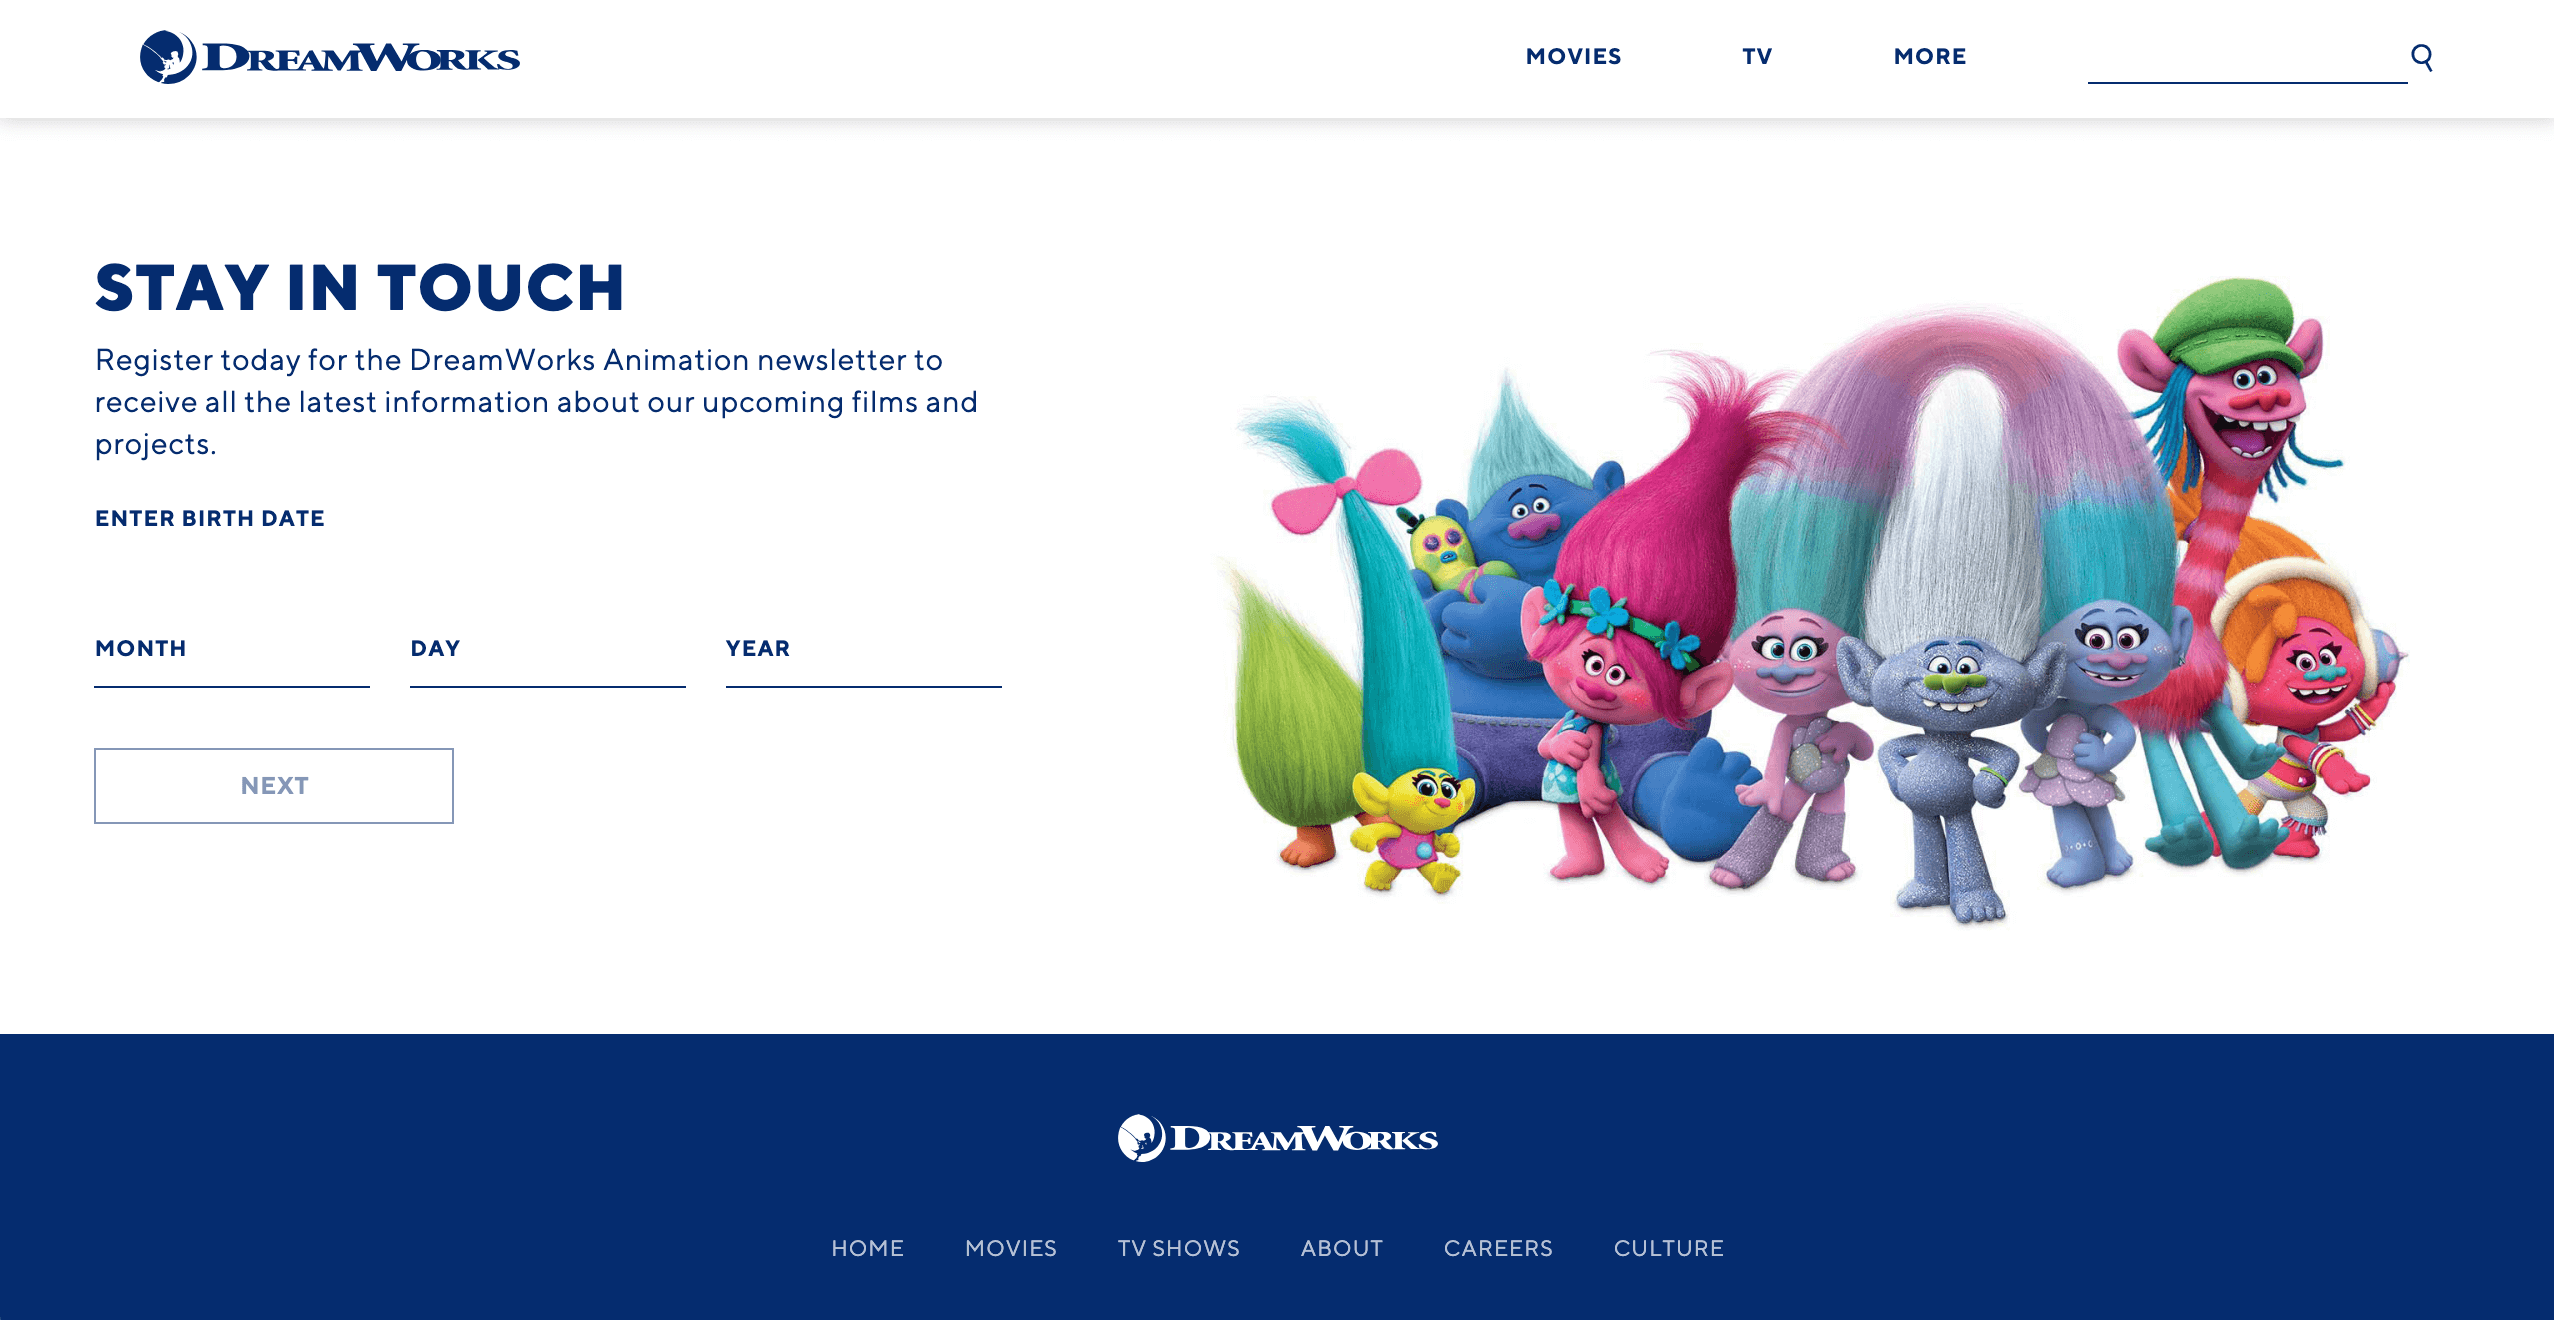 DREAMWORKS
MOVIES TV MORE
STAY IN TOUCH
Register today for the DreamWorks Animation newsletter to
receive all the latest information about our upcoming films and
projects.
ENTER BIRTH DATE
MONTH DAY YEAR
NEXT
DREAMWORKS
HOME MOVIES TV SHOWS ABOUT CAREERS CULTURE